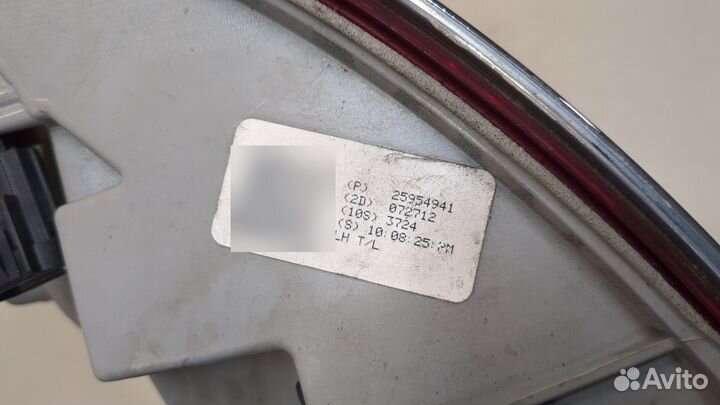 (P) 25954941
(2D) 072712
(10S) 3724
(S) 10:08:25:PM
LH T/L
Avito